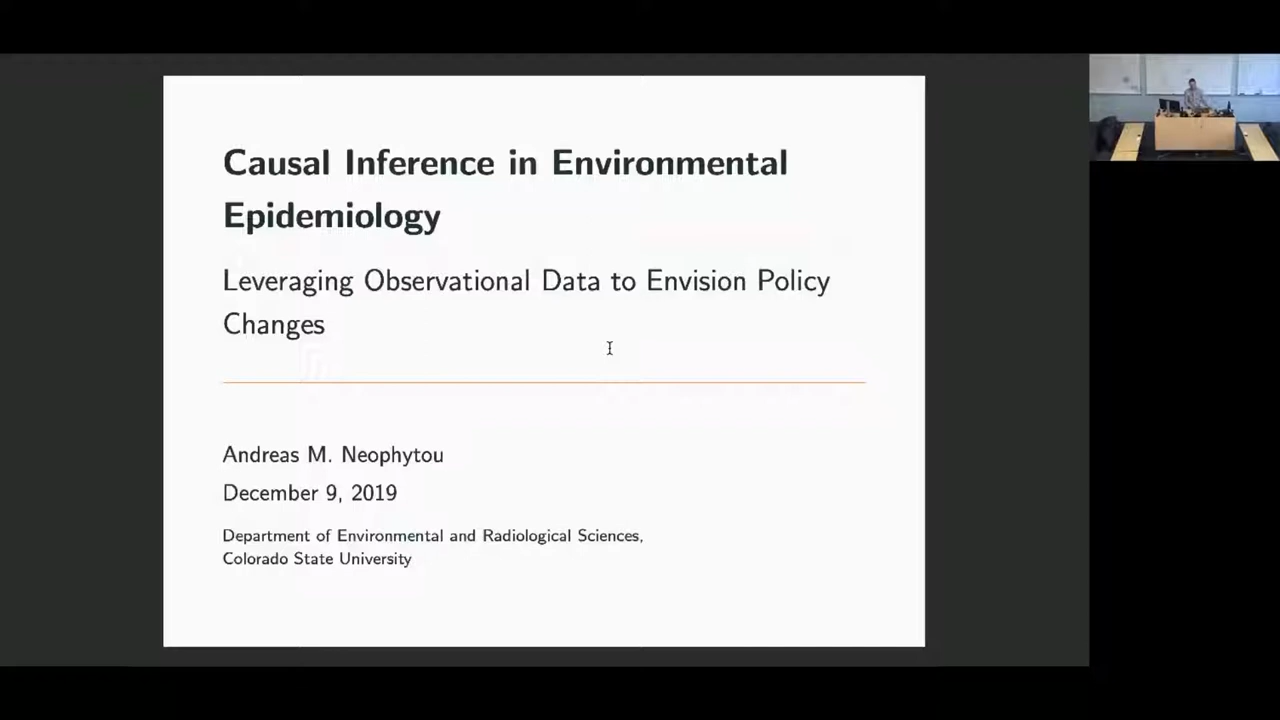 Causal Inference in Environmental
Epidemiology
Leveraging Observational Data to Envision Policy
Changes
Andreas M. Neophytou
December 9, 2019
Department of Environmental and Radiological Sciences,
Colorado State University